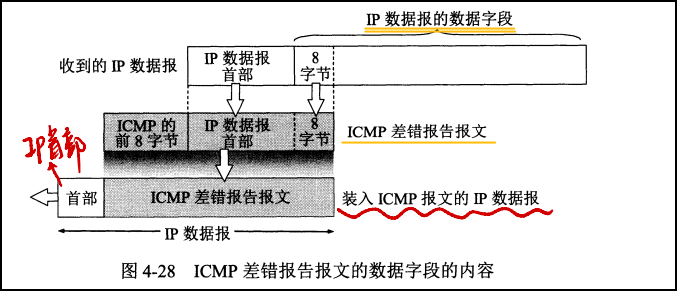 IP 数据报的数据字段
收到的 IP 数据报
IP 数据报
首部
8
字节
ICMP 的
前 8 字节
IP 数据报
首部
8
字节
ICMP 差错报告报文
IP首部
首部
ICMP 差错报告报文
装入 ICMP 报文的 IP 数据报
IP 数据报
图 4-28 ICMP 差错报告报文的数据字段的内容